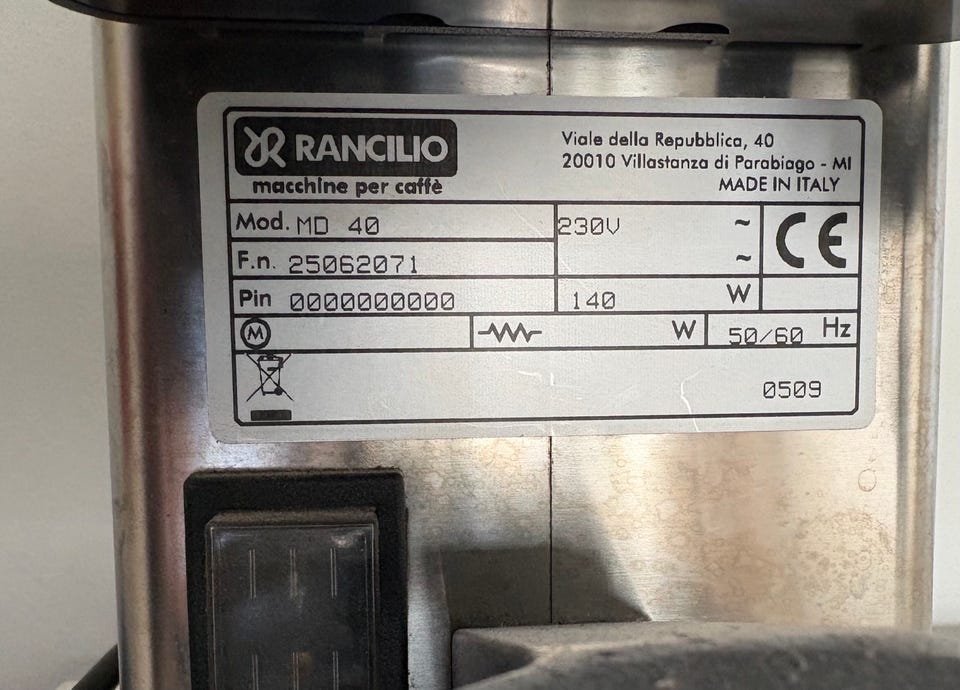 RANCILIO
macchine per caffè
Viale della Repubblica, 40
20010 Villastanza di Parabiago - MI
MADE IN ITALY
Mod. MD 40
230V ~
~
CE
F.n. 25062071
Pin 0000000000
140 W
M
W
50/60 Hz
0509